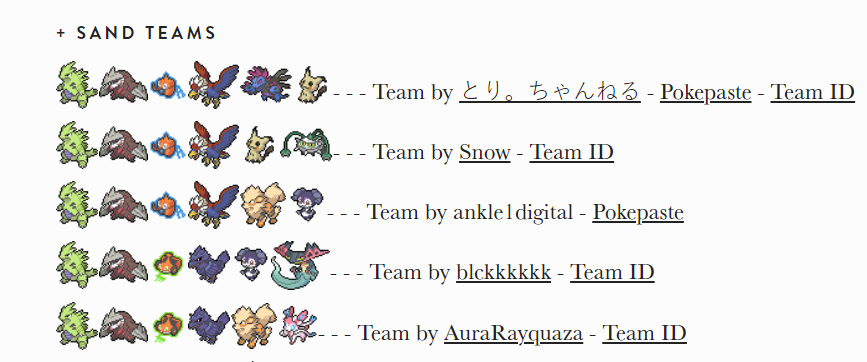 + SAND TEAMS
- - - Team by とり。ちゃんねる - Pokepaste - Team ID
- - - Team by Snow - Team ID
- - - Team by ankle1digital - Pokepaste
- - - Team by blckkkkkk - Team ID
- - - Team by AuraRayquaza - Team ID